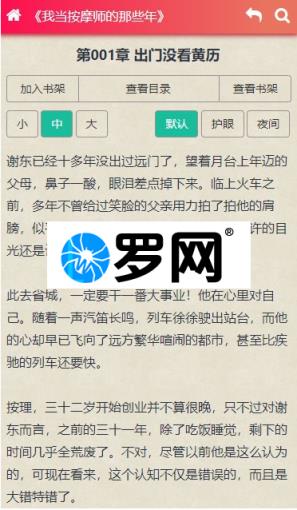 《我当按摩师的那些年》
第001章 出门没看黄历
加入书架 查看目录 查看书架
小 中 大 默认 护眼 夜间
谢东已经十多年没出过远门了，望着月台上年迈的
父母，鼻子一酸，眼泪差点掉下来。临上火车之
前，多年不曾给过笑脸的父亲用力拍了拍他的肩
膀，
的目
光还是
罗网®
此去省城，一定要干一番大事业！他在心里对自
己。随着一声汽笛长鸣，列车徐徐驶出站台，而他
的心却早已飞向了远方繁华喧闹的都市，甚至比疾
驰的列车还要快。
按理，三十二岁开始创业并不算很晚，只不过对谢
东而言，之前的三十一年，除了吃饭睡觉，剩下的
时间几乎全荒废了。不对，尽管以前他是这么认为
的，可现在看来，这个认知不仅是错误的，而且是
大错特错了。